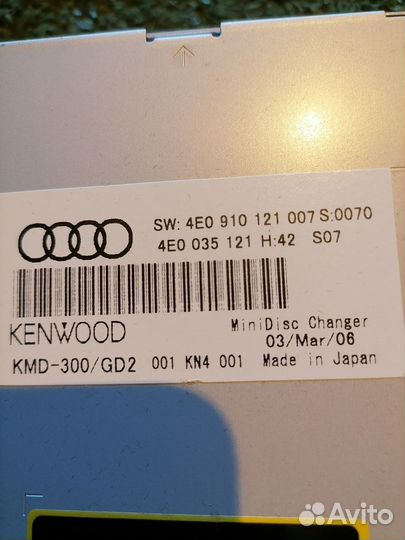 SW: 4E0 910 121 007 S:0070
4E0 035 121 H:42 S07
KENWOOD
MiniDisc Changer
03/Mar/06
KMD-300/GD2 001 KN4 001 Made in Japan
Avito